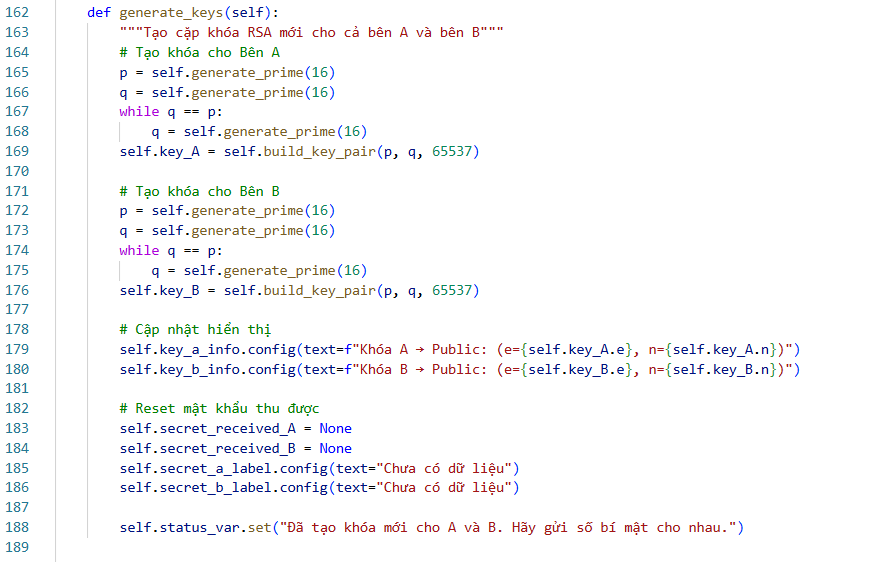 162 def generate_keys(self):
163 """Tạo cặp khóa RSA mới cho cả bên A và bên B"""
164 # Tạo khóa cho Bên A
165 p = self.generate_prime(16)
166 q = self.generate_prime(16)
167 while q == p:
168 q = self.generate_prime(16)
169 self.key_A = self.build_key_pair(p, q, 65537)
170
171 # Tạo khóa cho Bên B
172 p = self.generate_prime(16)
173 q = self.generate_prime(16)
174 while q == p:
175 q = self.generate_prime(16)
176 self.key_B = self.build_key_pair(p, q, 65537)
177
178 # Cập nhật hiển thị
179 self.key_a_info.config(text=f"Khóa A → Public: (e={self.key_A.e}, n={self.key_A.n})")
180 self.key_b_info.config(text=f"Khóa B → Public: (e={self.key_B.e}, n={self.key_B.n})")
181
182 # Reset mật khẩu thu được
183 self.secret_received_A = None
184 self.secret_received_B = None
185 self.secret_a_label.config(text="Chưa có dữ liệu")
186 self.secret_b_label.config(text="Chưa có dữ liệu")
187
188 self.status_var.set("Đã tạo khóa mới cho A và B. Hãy gửi số bí mật cho nhau.")
189